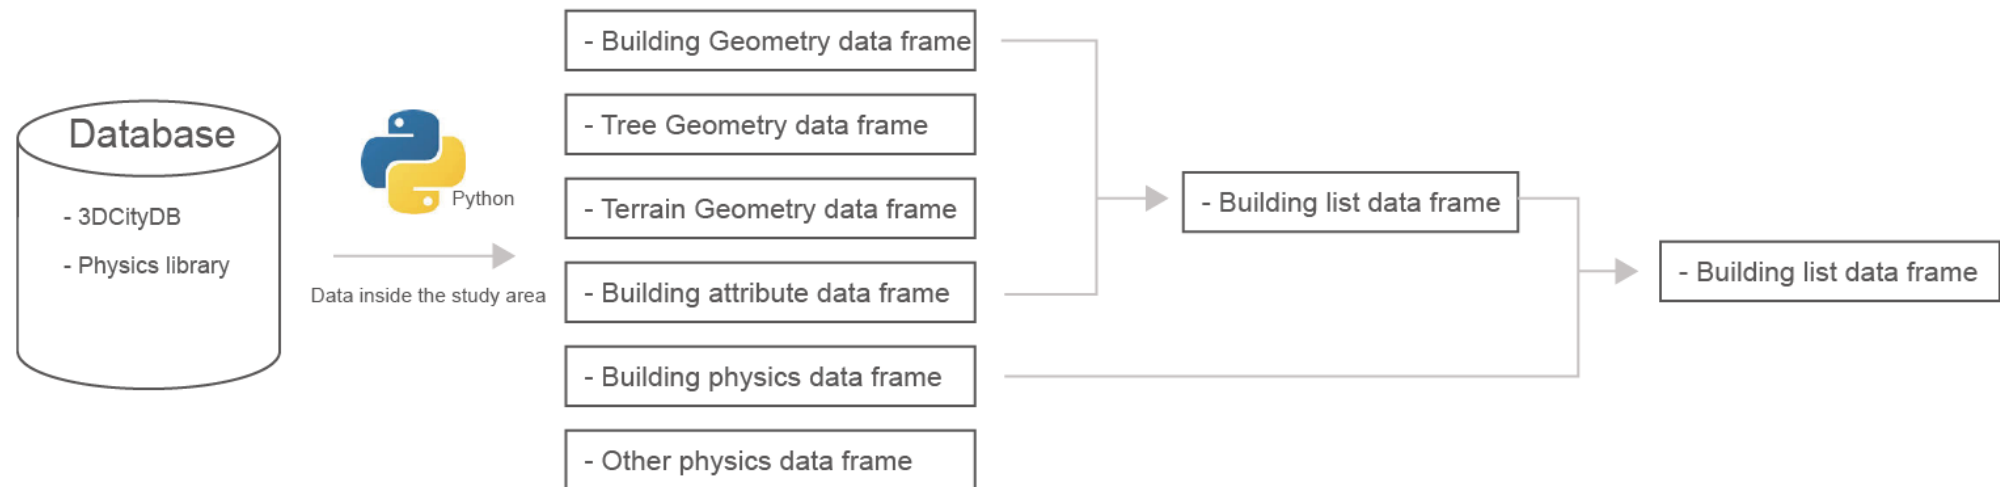 Database
- 3DCityDB
- Physics library
Python
Data inside the study area
- Building Geometry data frame
- Tree Geometry data frame
- Terrain Geometry data frame
- Building attribute data frame
- Building physics data frame
- Other physics data frame
- Building list data frame
- Building list data frame